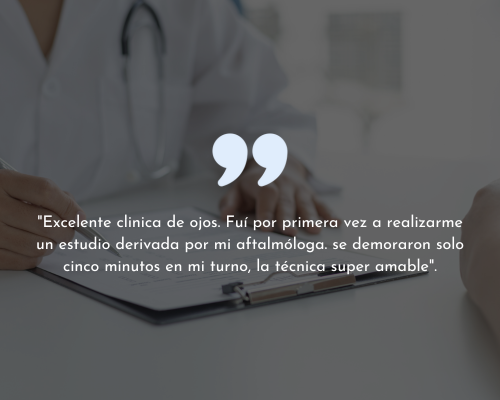 "Excelente clinica de ojos. Fuí por primera vez a realizarme
un estudio derivada por mi aftalmóloga. se demoraron solo
cinco minutos en mi turno, la técnica super amable".